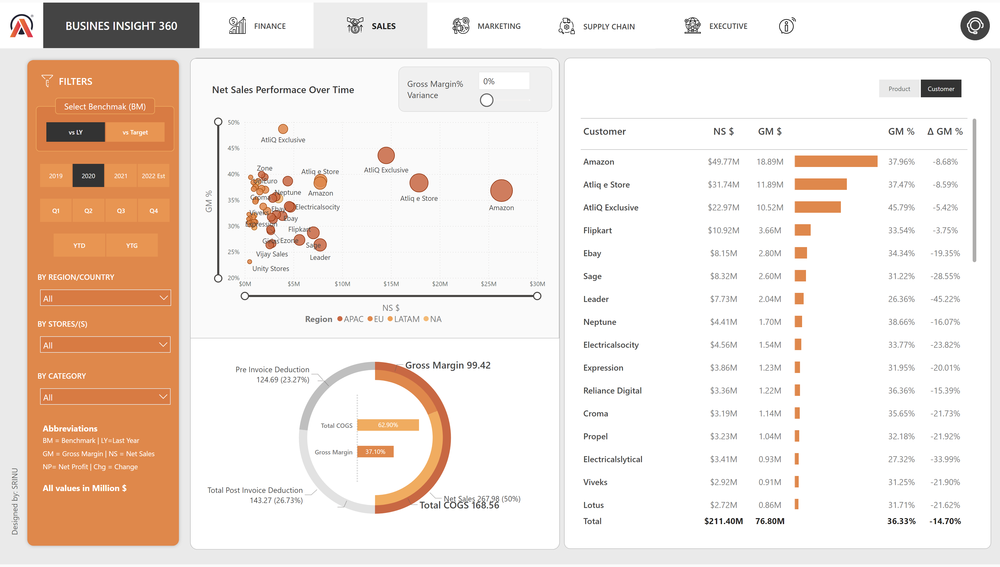 ®
BUSINES INSIGHT 360
FINANCE
SALES
MARKETING
SUPPLY CHAIN
EXECUTIVE
FILTERS
Select Benchmak (BM)
vs LY
vs Target
2019
2020
2021
2022 Est
Q1
Q2
Q3
Q4
YTD
YTG
BY REGION/COUNTRY
All
BY STORES/(S)
All
BY CATEGORY
All
Abbreviations
BM = Benchmark | LY=Last Year
GM = Gross Margin | NS = Net Sales
NP= Net Profit | Chg = Change
All values in Million $
Designed by: SRINU
Net Sales Performace Over Time
Gross Margin%
Variance
0%
GM %
50%
45%
40%
35%
30%
25%
20%
AtliQ Exclusive
AtliQ Exclusive
Zone
Atliq e Store
UniEuro
Neptune
Amazon
Croma
Atliq e Store
Amazon
Ebay
Electricalsocity
Viveks
Ebay
Expression
Flipkart
Girias
Ezone
Sage
Vijay Sales
Leader
Unity Stores
$0M
$5M
$10M
$15M
$20M
$25M
$30M
NS $
Region APAC EU LATAM NA
Gross Margin 99.42
Pre Invoice Deduction
124.69 (23.27%)
Total COGS
62.90%
Gross Margin
37.10%
Total Post Invoice Deduction
143.27 (26.73%)
Net Sales 267.98 (50%)
Total COGS 168.56
Product
Customer
Customer NS $ GM $ GM % Δ GM %
Amazon $49.77M 18.89M 37.96% -8.68%
Atliq e Store $31.74M 11.89M 37.47% -8.59%
AtliQ Exclusive $22.97M 10.52M 45.79% -5.42%
Flipkart $10.92M 3.66M 33.54% -3.75%
Ebay $8.15M 2.80M 34.34% -19.35%
Sage $8.32M 2.60M 31.22% -28.55%
Leader $7.73M 2.04M 26.36% -45.22%
Neptune $4.41M 1.70M 38.66% -16.07%
Electricalsocity $4.56M 1.54M 33.77% -23.82%
Expression $3.86M 1.23M 31.95% -20.01%
Reliance Digital $3.36M 1.22M 36.36% -15.39%
Croma $3.19M 1.14M 35.65% -21.73%
Propel $3.23M 1.04M 32.18% -21.92%
Electricalslytical $3.41M 0.93M 27.32% -33.99%
Viveks $2.92M 0.91M 31.25% -21.90%
Lotus $2.72M 0.86M 31.71% -21.62%
Total $211.40M 76.80M 36.33% -14.70%